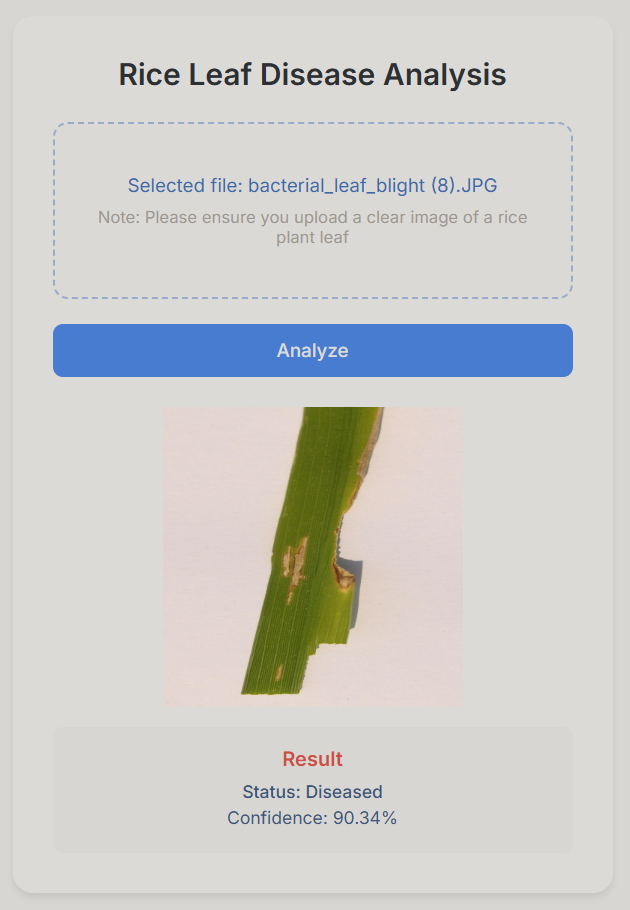 Rice Leaf Disease Analysis
Selected file: bacterial_leaf_blight (8).JPG
Note: Please ensure you upload a clear image of a rice
plant leaf
Analyze
Result
Status: Diseased
Confidence: 90.34%